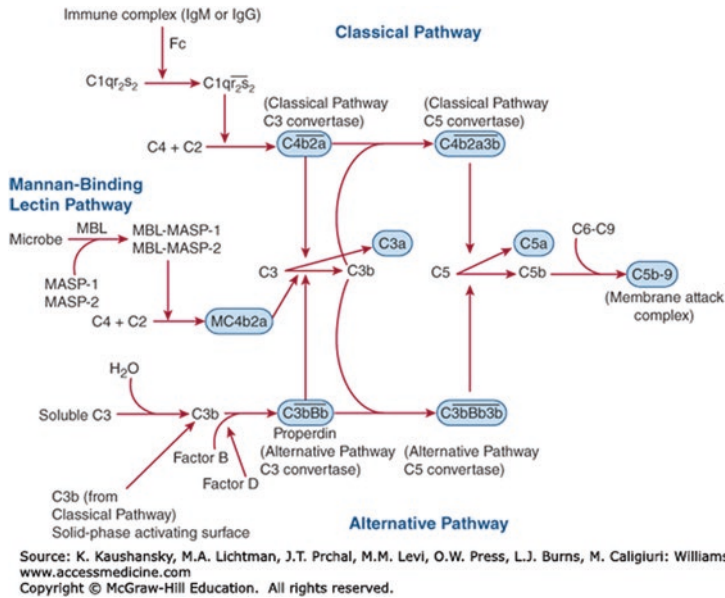 Immune complex (IgM or IgG)
Classical Pathway
Fc
C1qr2s2
C1qr2s2
(Classical Pathway
C3 convertase)
(Classical Pathway
C5 convertase)
C4 + C2
C4b2a
C4b2a3b
Mannan-Binding
Lectin Pathway
MBL
Microbe
MBL-MASP-1
MBL-MASP-2
MASP-1
MASP-2
C3a
C3
C3b
C5a
C6-C9
C5
C5b
C5b-9
(Membrane attack
complex)
C4 + C2
MC4b2a
H2O
Soluble C3
C3b
C3bBb
C3bBb3b
Properdin
(Alternative Pathway
C3 convertase)
(Alternative Pathway
C5 convertase)
Factor B
Factor D
C3b (from
Classical Pathway)
Solid-phase activating surface
Alternative Pathway
Source: K. Kaushansky, M.A. Lichtman, J.T. Prchal, M.M. Levi, O.W. Press, L.J. Burns, M. Caligiuri: Williams
www.accessmedicine.com
Copyright © McGraw-Hill Education. All rights reserved.